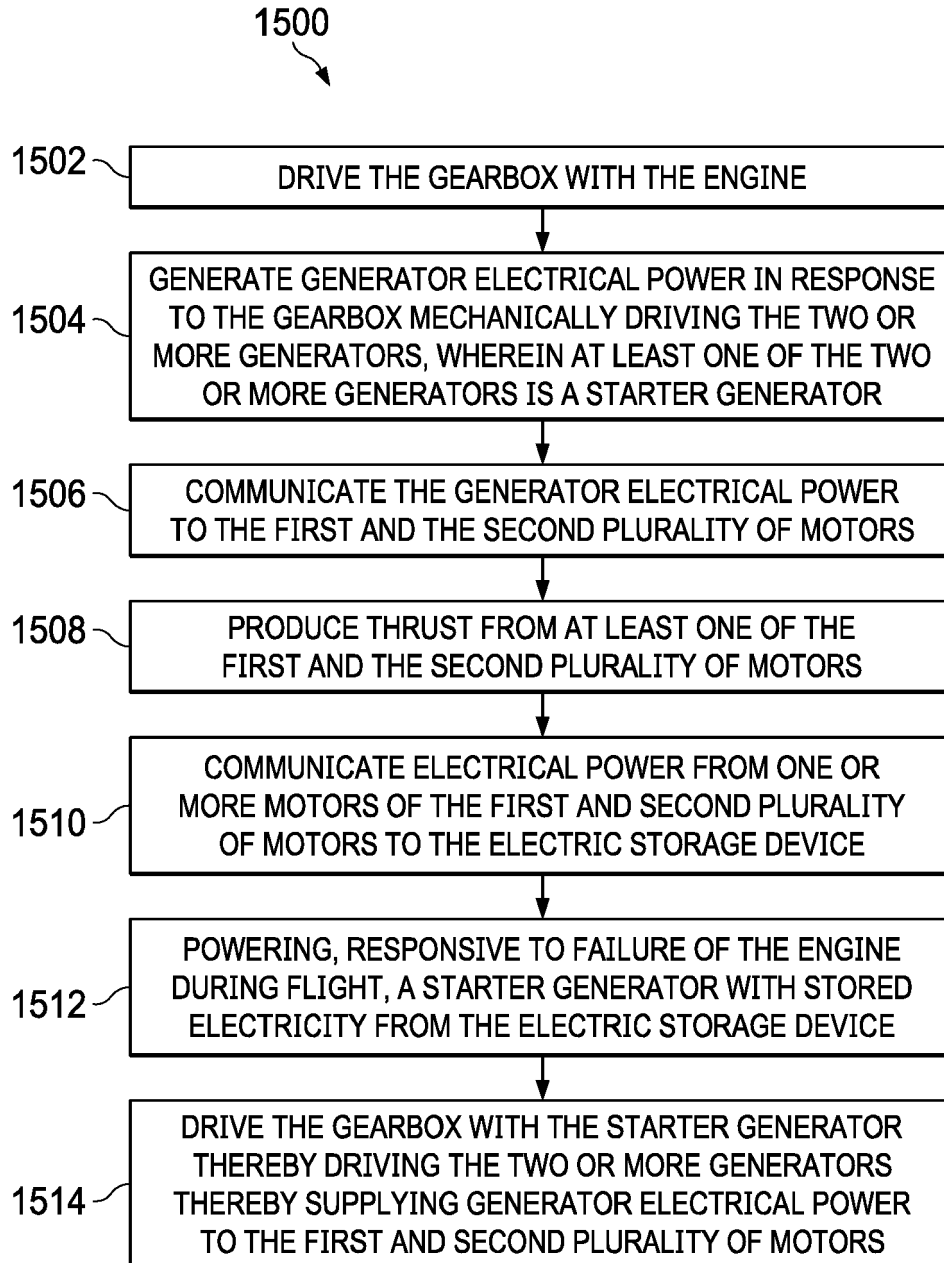 1500
1502
DRIVE THE GEARBOX WITH THE ENGINE
1504
GENERATE GENERATOR ELECTRICAL POWER IN RESPONSE
TO THE GEARBOX MECHANICALLY DRIVING THE TWO OR
MORE GENERATORS, WHEREIN AT LEAST ONE OF THE TWO
OR MORE GENERATORS IS A STARTER GENERATOR
1506
COMMUNICATE THE GENERATOR ELECTRICAL POWER
TO THE FIRST AND THE SECOND PLURALITY OF MOTORS
1508
PRODUCE THRUST FROM AT LEAST ONE OF THE
FIRST AND THE SECOND PLURALITY OF MOTORS
1510
COMMUNICATE ELECTRICAL POWER FROM ONE OR
MORE MOTORS OF THE FIRST AND SECOND PLURALITY
OF MOTORS TO THE ELECTRIC STORAGE DEVICE
1512
POWERING, RESPONSIVE TO FAILURE OF THE ENGINE
DURING FLIGHT, A STARTER GENERATOR WITH STORED
ELECTRICITY FROM THE ELECTRIC STORAGE DEVICE
1514
DRIVE THE GEARBOX WITH THE STARTER GENERATOR
THEREBY DRIVING THE TWO OR MORE GENERATORS
THEREBY SUPPLYING GENERATOR ELECTRICAL POWER
TO THE FIRST AND SECOND PLURALITY OF MOTORS